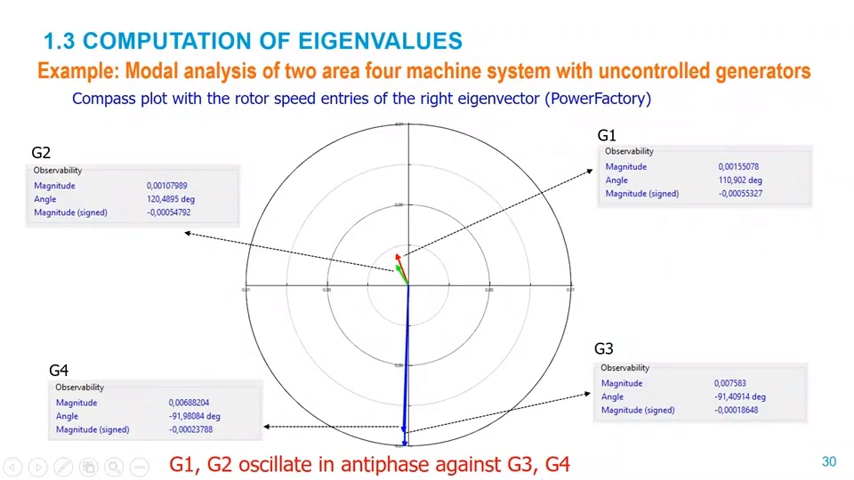 1.3 COMPUTATION OF EIGENVALUES
Example: Modal analysis of two area four machine system with uncontrolled generators
Compass plot with the rotor speed entries of the right eigenvector (PowerFactory)
G2
Observability
Magnitude 0,00107989
Angle 120,4895 deg
Magnitude (signed) -0,00054792
G1
Observability
Magnitude 0,00155078
Angle 110,902 deg
Magnitude (signed) -0,00055327
G4
Observability
Magnitude 0,00688204
Angle -91,98084 deg
Magnitude (signed) -0,00023788
G3
Observability
Magnitude 0,007583
Angle -91,40914 deg
Magnitude (signed) -0,00018648
G1, G2 oscillate in antiphase against G3, G4
30